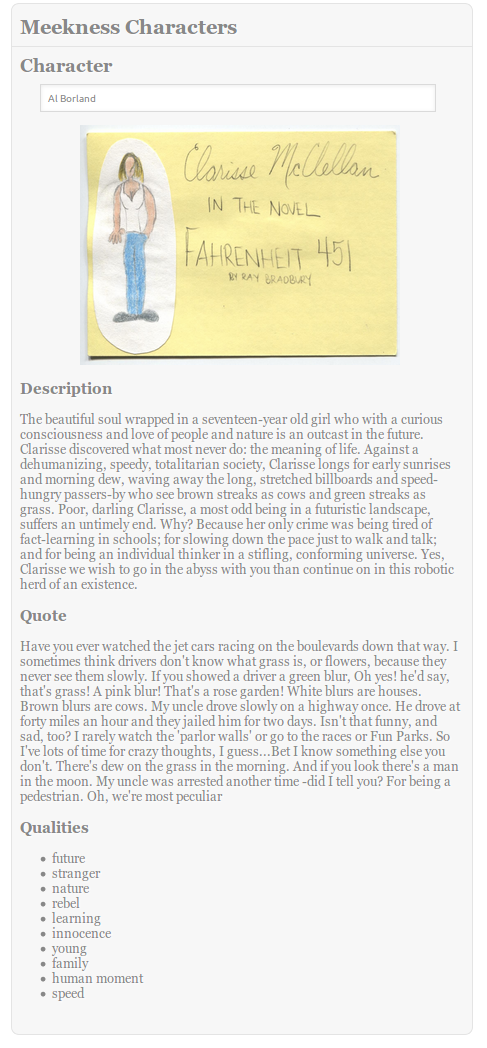 Meekness Characters
Character
Al Borland
Clarisse McClellan
IN THE NOVEL
FAHRENHEIT 451
BY RAY BRADBURY
Description
The beautiful soul wrapped in a seventeen-year old girl who with a curious
consciousness and love of people and nature is an outcast in the future.
Clarisse discovered what most never do: the meaning of life. Against a
dehumanizing, speedy, totalitarian society, Clarisse longs for early sunrises
and morning dew, waving away the long, stretched billboards and speed-
hungry passers-by who see brown streaks as cows and green streaks as
grass. Poor, darling Clarisse, a most odd being in a futuristic landscape,
suffers an untimely end. Why? Because her only crime was being tired of
fact-learning in schools; for slowing down the pace just to walk and talk;
and for being an individual thinker in a stifling, conforming universe. Yes,
Clarisse we wish to go in the abyss with you than continue on in this robotic
herd of an existence.
Quote
Have you ever watched the jet cars racing on the boulevards down that way. I
sometimes think drivers don't know what grass is, or flowers, because they
never see them slowly. If you showed a driver a green blur, Oh yes! he'd say,
that's grass! A pink blur! That's a rose garden! White blurs are houses.
Brown blurs are cows. My uncle drove slowly on a highway once. He drove at
forty miles an hour and they jailed him for two days. Isn't that funny, and
sad, too? I rarely watch the 'parlor walls' or go to the races or Fun Parks. So
I've lots of time for crazy thoughts, I guess...Bet I know something else you
don't. There's dew on the grass in the morning. And if you look there's a man
in the moon. My uncle was arrested another time -did I tell you? For being a
pedestrian. Oh, we're most peculiar
Qualities
• future
• stranger
• nature
• rebel
• learning
• innocence
• young
• family
• human moment
• speed